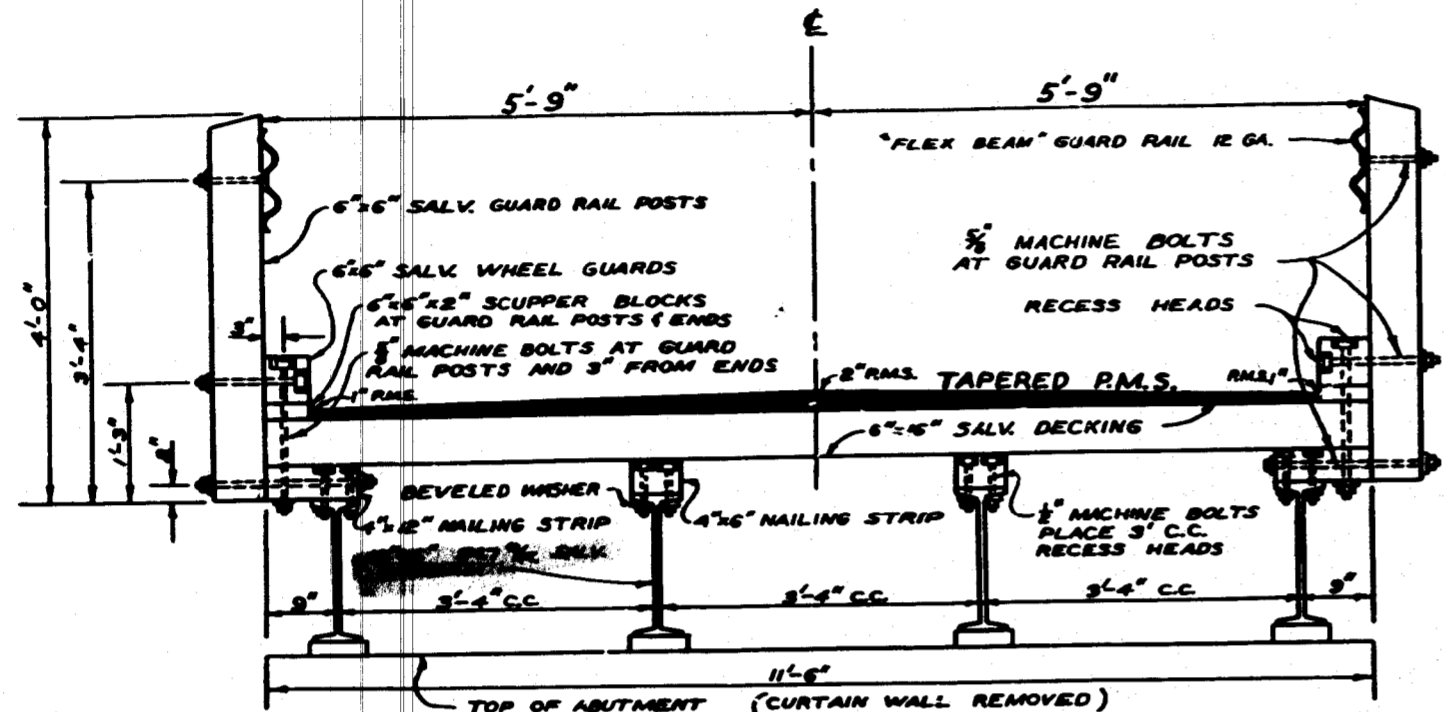 ℄
5'-9"
5'-9"
"FLEX BEAM" GUARD RAIL 12 GA.
6"x6" SALV. GUARD RAIL POSTS
5/8" MACHINE BOLTS
AT GUARD RAIL POSTS
6"x6" SALV. WHEEL GUARDS
RECESS HEADS
6"x6"x2" SCUPPER BLOCKS
AT GUARD RAIL POSTS & ENDS
4'-0"
3'-4"
3"
5/8" MACHINE BOLTS AT GUARD
RAIL POSTS AND 3" FROM ENDS
1" P.M.S.
2" P.M.S.
TAPERED P.M.S.
P.M.S. 1"
1'-3"
2"
6"x16" SALV. DECKING
BEVELED WASHER
4"x12" NAILING STRIP
4"x6" NAILING STRIP
1/2" MACHINE BOLTS
PLACE 3' C.C.
RECESS HEADS
SALV.
9"
3'-4" C.C.
3'-4" C.C.
3'-4" C.C.
9"
11'-6"
TOP OF ABUTMENT (CURTAIN WALL REMOVED)